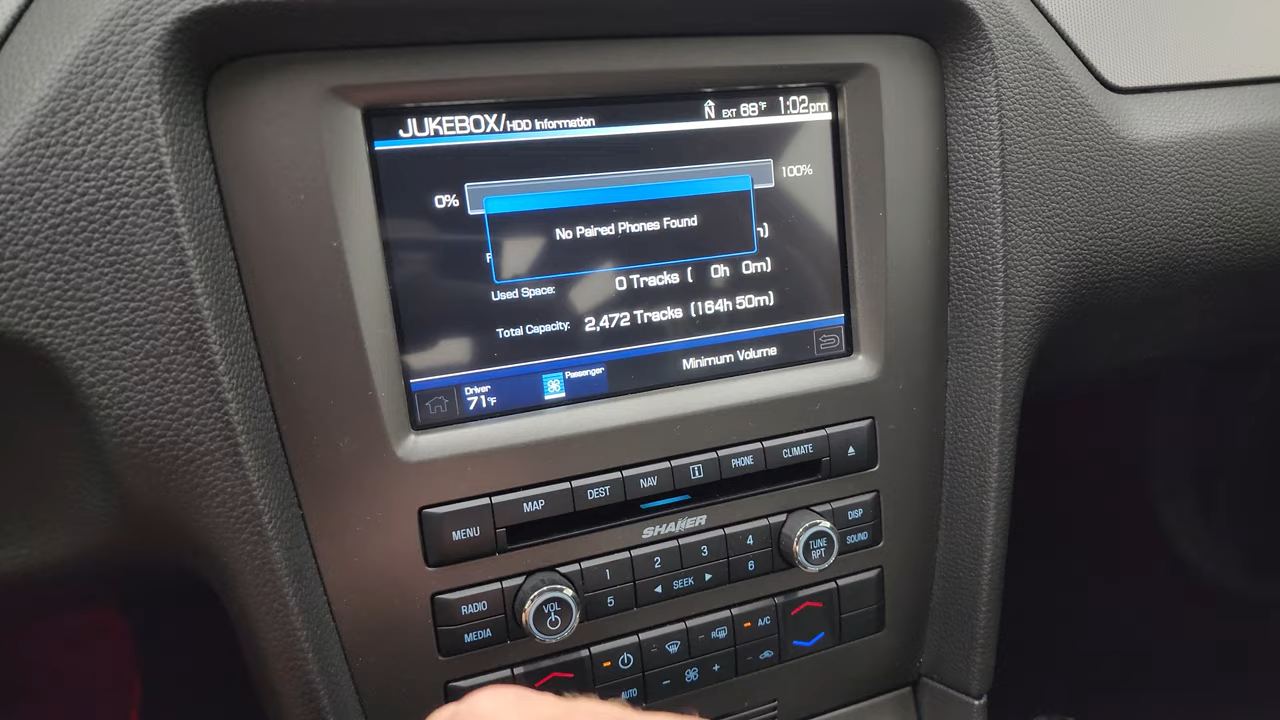 JUKEBOX/HDD Information
N EXT 68°F 1:02pm
0% 100%
No Paired Phones Found
Used Space: 0 Tracks ( 0h 0m)
Total Capacity: 2,472 Tracks (164h 50m)
Minimum Volume
Driver
71°F
Passenger
MENU MAP DEST NAV i PHONE CLIMATE
SHAKER
RADIO
MEDIA
VOL
1 2 3 4
5 SEEK 6
TUNE
RPT
DISP
SOUND
R A/C
AUTO - +